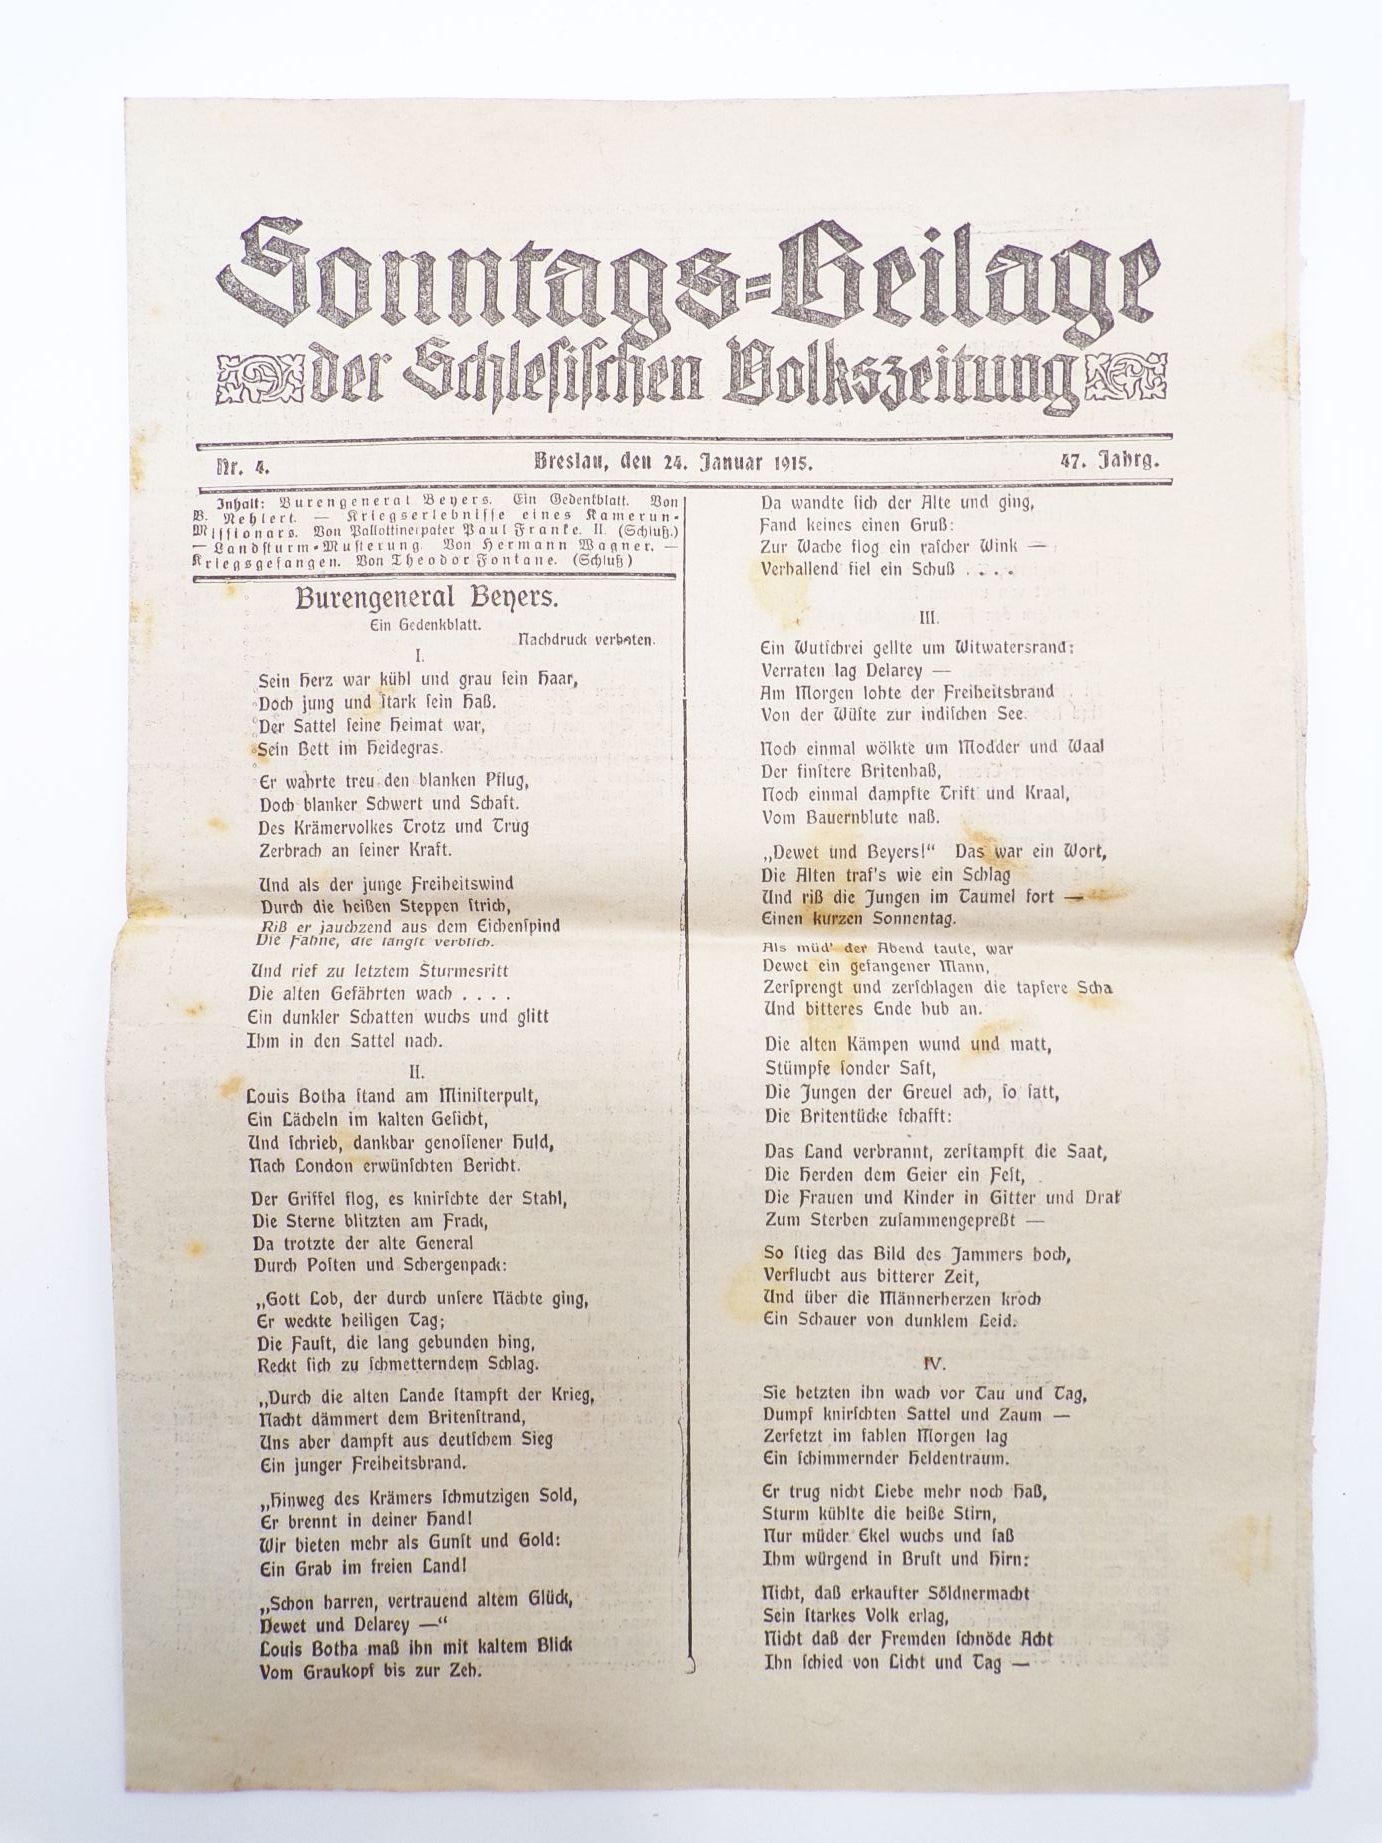 Sonntags=Beilage
der Schlesischen Volkszeitung
Nr. 4. Breslau, den 24. Januar 1915. 47. Jahrg.
Inhalt: Burengeneral Beyers. Ein Gedenkblatt. Von
B. Nehlert. — Kriegserlebnisse eines Kamerun-
Missionars. Von Pallottinerpater Paul Franke. II. (Schluß.)
— Landsturm-Musterung. Von Hermann Wagner. —
Kriegsgefangen. Von Theodor Fontane. (Schluß)
Burengeneral Beyers.
Ein Gedenkblatt.
Nachdruck verboten.
I.
Sein Herz war kühl und grau sein Haar,
Doch jung und stark sein Haß.
Der Sattel seine Heimat war,
Sein Bett im Heidegras.
Er wahrte treu den blanken Pflug,
Doch blanker Schwert und Schaft.
Des Krämervolkes Trotz und Trug
Zerbrach an seiner Kraft.
Und als der junge Freiheitswind
Durch die heißen Steppen strich,
Riß er jauchzend aus dem Eichenspind
Die Fahne, die längst verblich.
Und rief zu letztem Sturmesritt
Die alten Gefährten wach . . . .
Ein dunkler Schatten wuchs und glitt
Ihm in den Sattel nach.
II.
Louis Botha stand am Ministerpult,
Ein Lächeln im kalten Gesicht,
Und schrieb, dankbar genossener Huld,
Nach London erwünschten Bericht.
Der Griffel flog, es knirschte der Stahl,
Die Sterne blitzten am Frack,
Da trotzte der alte General
Durch Posten und Schergenpack:
„Gott Lob, der durch unsere Nächte ging,
Er weckte heiligen Tag;
Die Faust, die lang gebunden hing,
Reckt sich zu schmetterndem Schlag.
„Durch die alten Lande stampft der Krieg,
Nacht dämmert dem Britenstrand,
Uns aber dampft aus deutschem Sieg
Ein junger Freiheitsbrand.
„Hinweg des Krämers schmutzigen Sold,
Er brennt in deiner Hand!
Wir bieten mehr als Gunst und Gold:
Ein Grab im freien Land!
„Schon harren, vertrauend altem Glück,
Dewet und Delarey —“
Louis Botha maß ihn mit kaltem Blick
Vom Graukopf bis zur Zeh.
Da wandte sich der Alte und ging,
Fand keines einen Gruß:
Zur Wache flog ein rascher Wink —
Verhallend fiel ein Schuß . . . .
III.
Ein Wutschrei gellte um Witwatersrand:
Verraten lag Delarey —
Am Morgen lohte der Freiheitsbrand
Von der Wüste zur indischen See.
Noch einmal wölkte um Modder und Waal
Der finstere Britenhaß,
Noch einmal dampfte Trift und Kraal,
Vom Bauernblute naß.
„Dewet und Beyers!“ Das war ein Wort,
Die Alten traf's wie ein Schlag
Und riß die Jungen im Taumel fort —
Einen kurzen Sonnentag.
Als müd' der Abend taute, war
Dewet ein gefangener Mann,
Zersprengt und zerschlagen die tapfere Scha
Und bitteres Ende hub an.
Die alten Kämpen wund und matt,
Stümpfe sonder Saft,
Die Jungen der Greuel ach, so satt,
Die Britentücke schafft:
Das Land verbrannt, zerstampft die Saat,
Die Herden dem Geier ein Fest,
Die Frauen und Kinder in Gitter und Drat
Zum Sterben zusammengepreßt —
So stieg das Bild des Jammers hoch,
Verflucht aus bitterer Zeit,
Und über die Männerherzen kroch
Ein Schauer von dunklem Leid.
IV.
Sie hetzten ihn wach vor Tau und Tag,
Dumpf knirschten Sattel und Zaum —
Zerfetzt im fahlen Morgen lag
Ein schimmernder Heldentraum.
Er trug nicht Liebe mehr noch Haß,
Sturm kühlte die heiße Stirn,
Nur müder Ekel wuchs und saß
Ihm würgend in Brust und Hirn:
Nicht, daß erkaufter Söldnermacht
Sein starkes Volk erlag,
Nicht daß der Fremden schnöde Acht
Ihn schied von Licht und Tag —